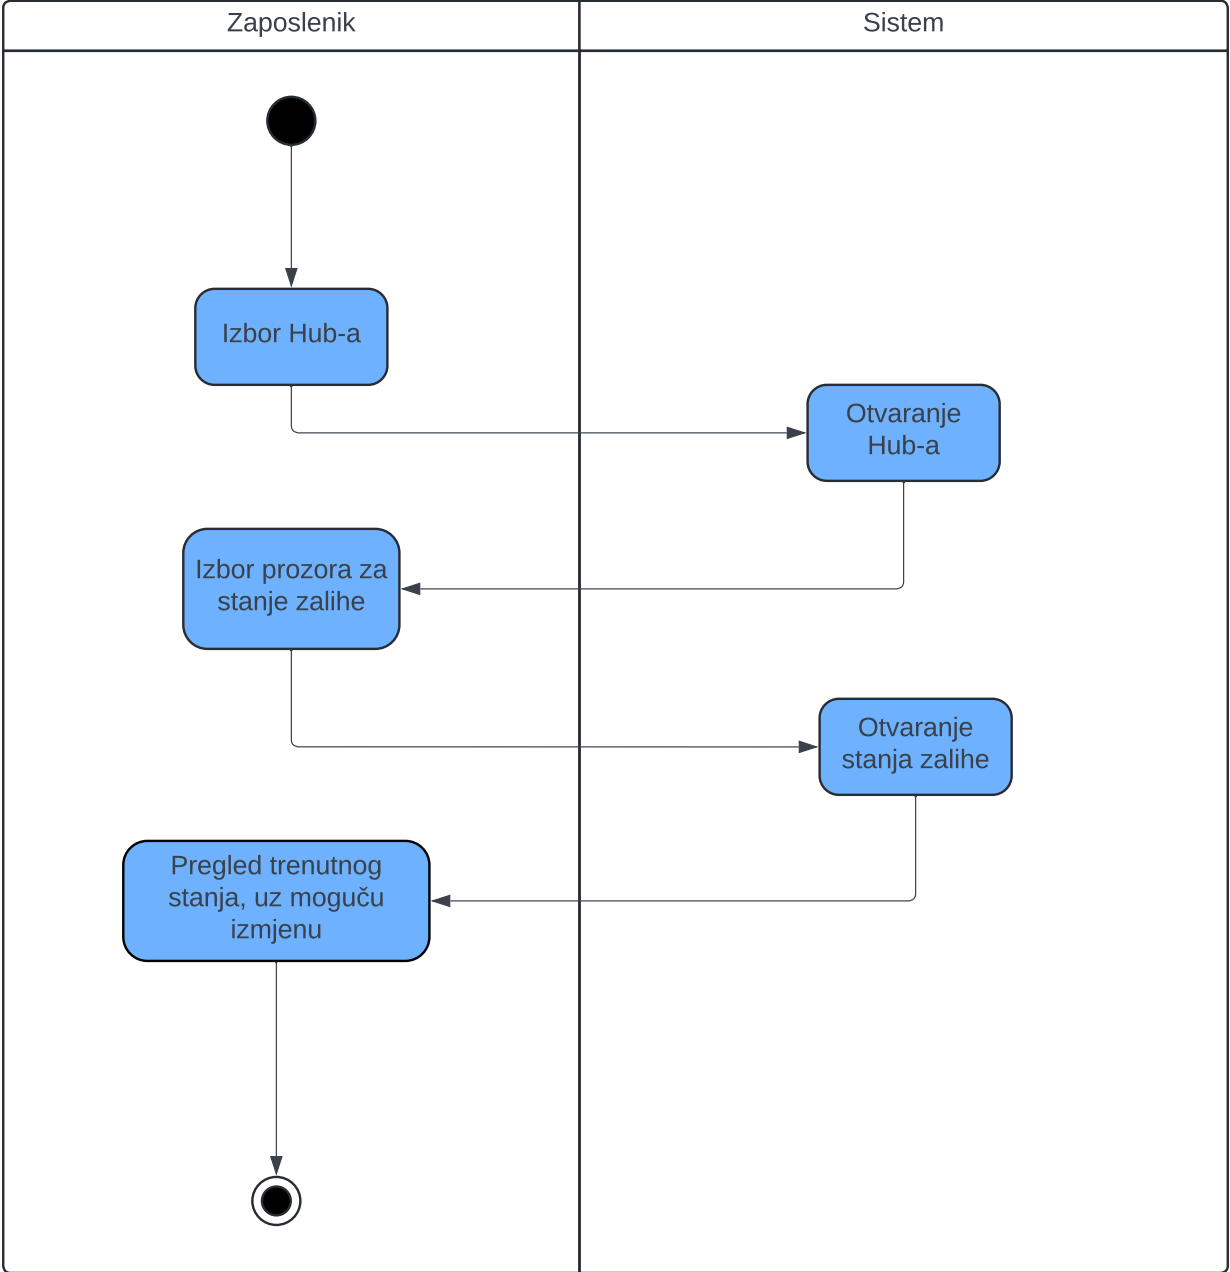 Zaposlenik
Sistem
Izbor Hub-a
Otvaranje
Hub-a
Izbor prozora za
stanje zalihe
Otvaranje
stanja zalihe
Pregled trenutnog
stanja, uz moguču
izmjenu